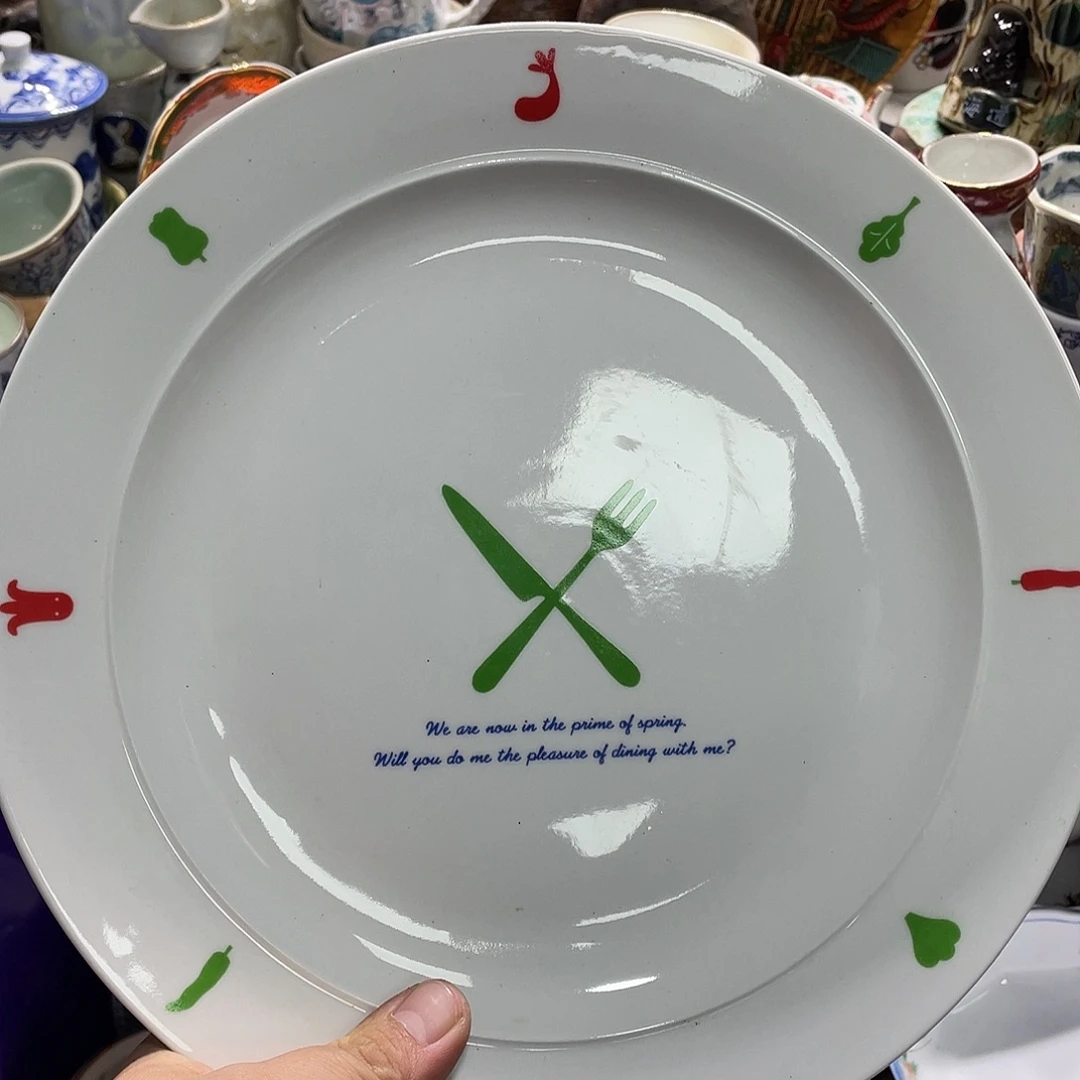 We are now in the prime of spring.
Will you do me the pleasure of dining with me?